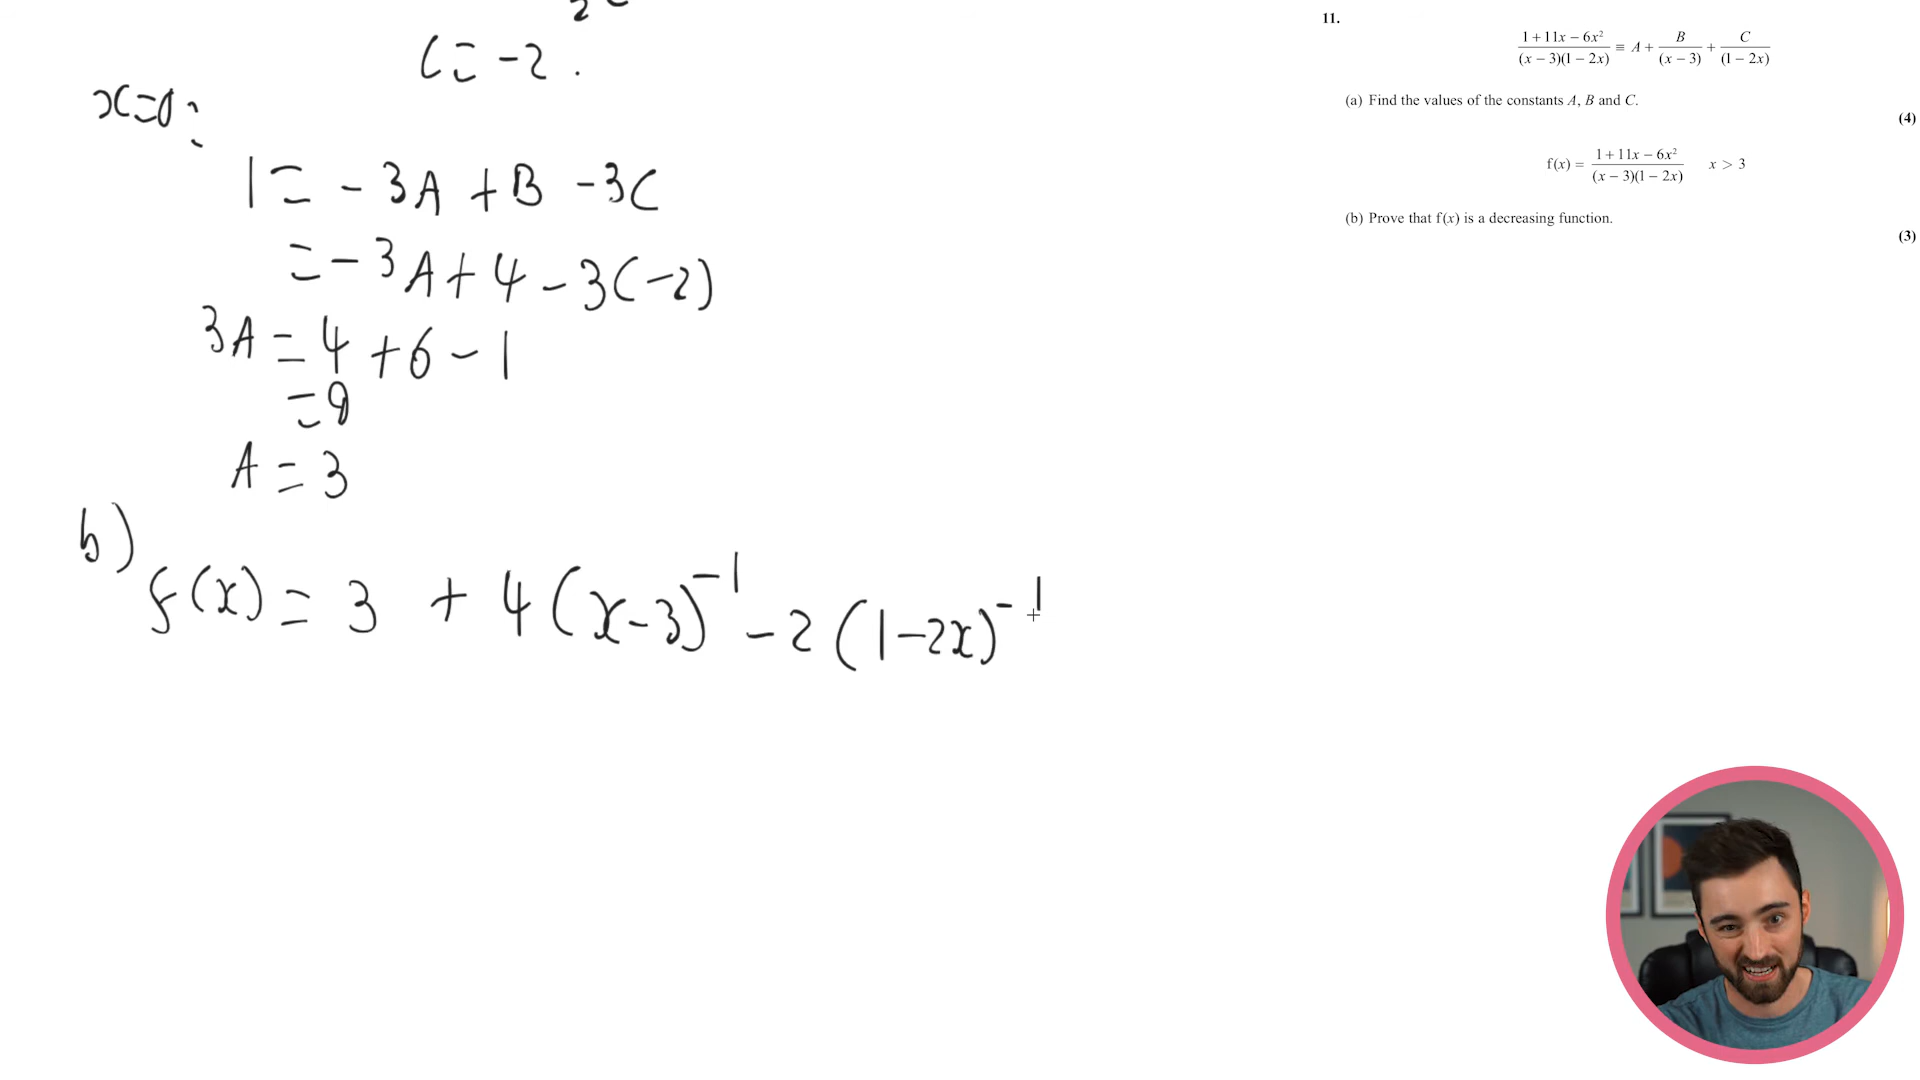 C = -2 .
x=0:
1 = - 3A + B - 3C
= - 3A + 4 - 3(-2)
3A = 4 + 6 - 1
= 9
A = 3
b)
f(x) = 3 + 4(x-3)⁻¹ - 2(1-2x)⁻¹
11.
(1 + 11x – 6x²)/((x – 3)(1 – 2x)) ≡ A + B/(x – 3) + C/(1 – 2x)
(a) Find the values of the constants A, B and C.
(4)
f(x) = (1 + 11x – 6x²)/((x – 3)(1 – 2x)) x > 3
(b) Prove that f(x) is a decreasing function.
(3)